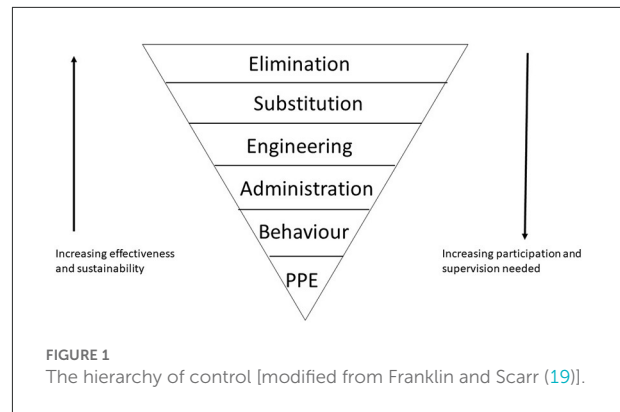 Elimination
Substitution
Engineering
Administration
Behaviour
PPE
Increasing effectiveness
and sustainability
Increasing participation and
supervision needed
FIGURE 1
The hierarchy of control [modified from Franklin and Scarr (19)].